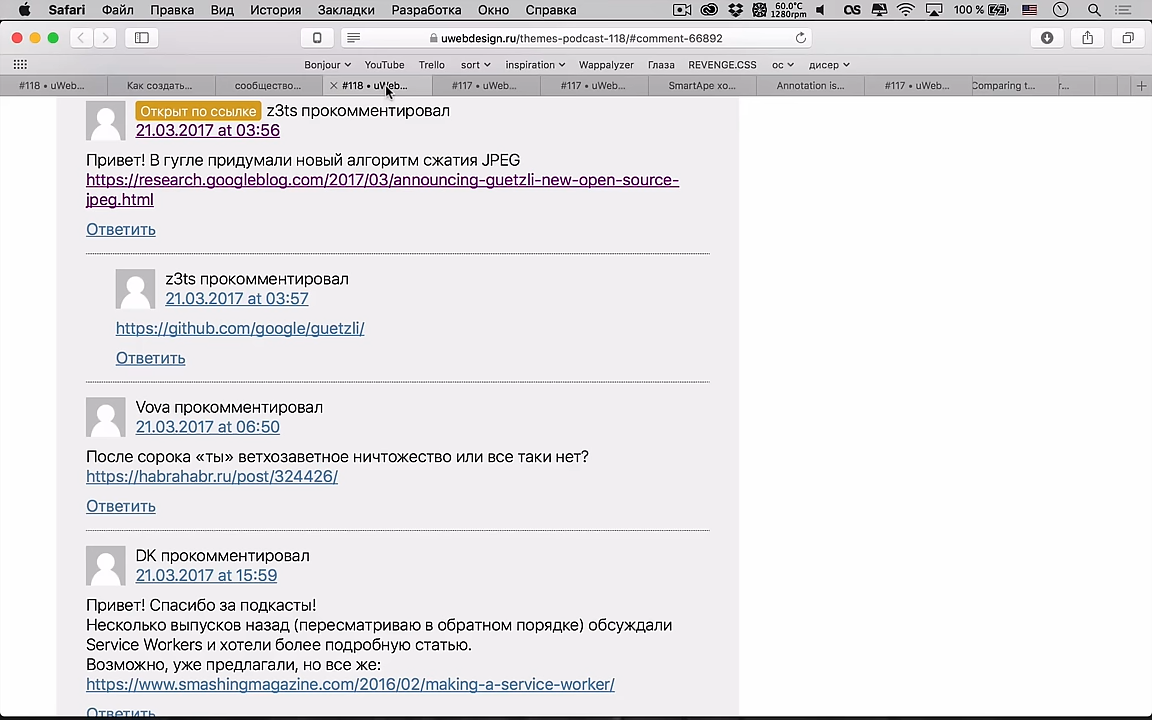 Safari Файл Правка Вид История Закладки Разработка Окно Справка 60.0°C 1280rpm 100 %
uwebdesign.ru/themes-podcast-118/#comment-66892
Bonjour YouTube Trello sort inspiration Wappalyzer Глаза REVENGE.CSS ос дисер
#118 • uWeb... Как создать... сообщество... #118 • uWeb... #117 • uWeb... #117 • uWeb... SmartApe хо... Annotation is... #117 • uWeb... Comparing t... r...
Открыт по ссылке z3ts прокомментировал
21.03.2017 at 03:56
Привет! В гугле придумали новый алгоритм сжатия JPEG
https://research.googleblog.com/2017/03/announcing-guetzli-new-open-source-
jpeg.html
Ответить
z3ts прокомментировал
21.03.2017 at 03:57
https://github.com/google/guetzli/
Ответить
Vova прокомментировал
21.03.2017 at 06:50
После сорока «ты» ветхозаветное ничтожество или все таки нет?
https://habrahabr.ru/post/324426/
Ответить
DK прокомментировал
21.03.2017 at 15:59
Привет! Спасибо за подкасты!
Несколько выпусков назад (пересматриваю в обратном порядке) обсуждали
Service Workers и хотели более подробную статью.
Возможно, уже предлагали, но все же:
https://www.smashingmagazine.com/2016/02/making-a-service-worker/
Ответить